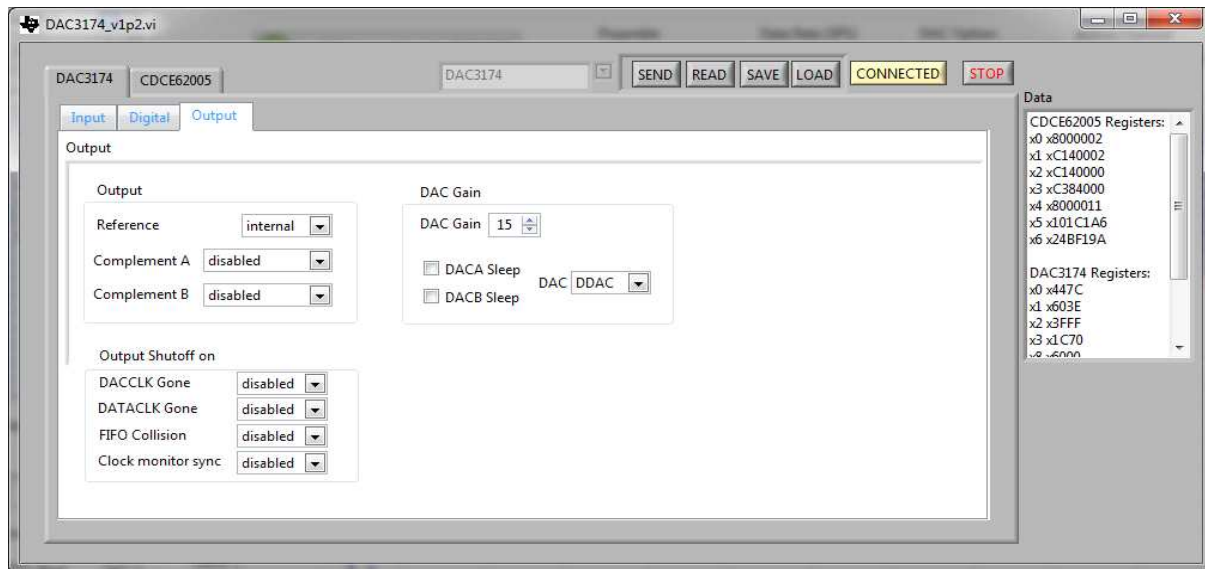 DAC3174_v1p2.vi
DAC3174 CDCE62005
DAC3174
SEND READ SAVE LOAD CONNECTED STOP
Input Digital Output
Output
Output
Reference internal
Complement A disabled
Complement B disabled
DAC Gain
DAC Gain 15
DACA Sleep
DACB Sleep
DAC DDAC
Output Shutoff on
DACCLK Gone disabled
DATACLK Gone disabled
FIFO Collision disabled
Clock monitor sync disabled
Data
CDCE62005 Registers:
x0 x8000002
x1 xC140002
x2 xC140000
x3 xC384000
x4 x8000011
x5 x101C1A6
x6 x24BF19A
DAC3174 Registers:
x0 x447C
x1 x603E
x2 x3FFF
x3 x1C70
x8 x6000